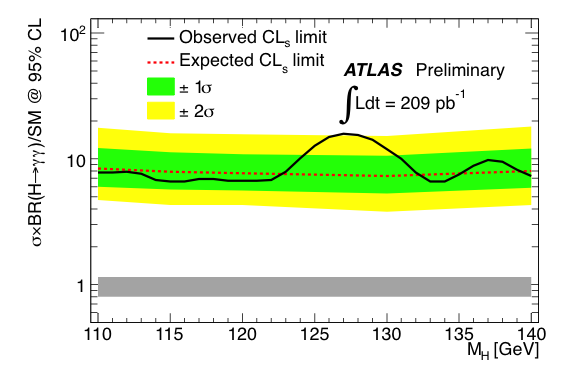 σ×BR(H→γγ)/SM @ 95% CL
10²
10
1
Observed CLₛ limit
Expected CLₛ limit
± 1σ
± 2σ
ATLAS Preliminary
∫Ldt = 209 pb⁻¹
110 115 120 125 130 135 140
M_H [GeV]